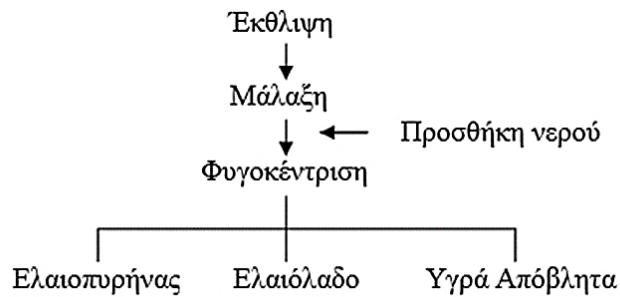 Έκθλιψη
Μάλαξη
Προσθήκη νερού
Φυγοκέντριση
Ελαιοπυρήνας Ελαιόλαδο Υγρά Απόβλητα